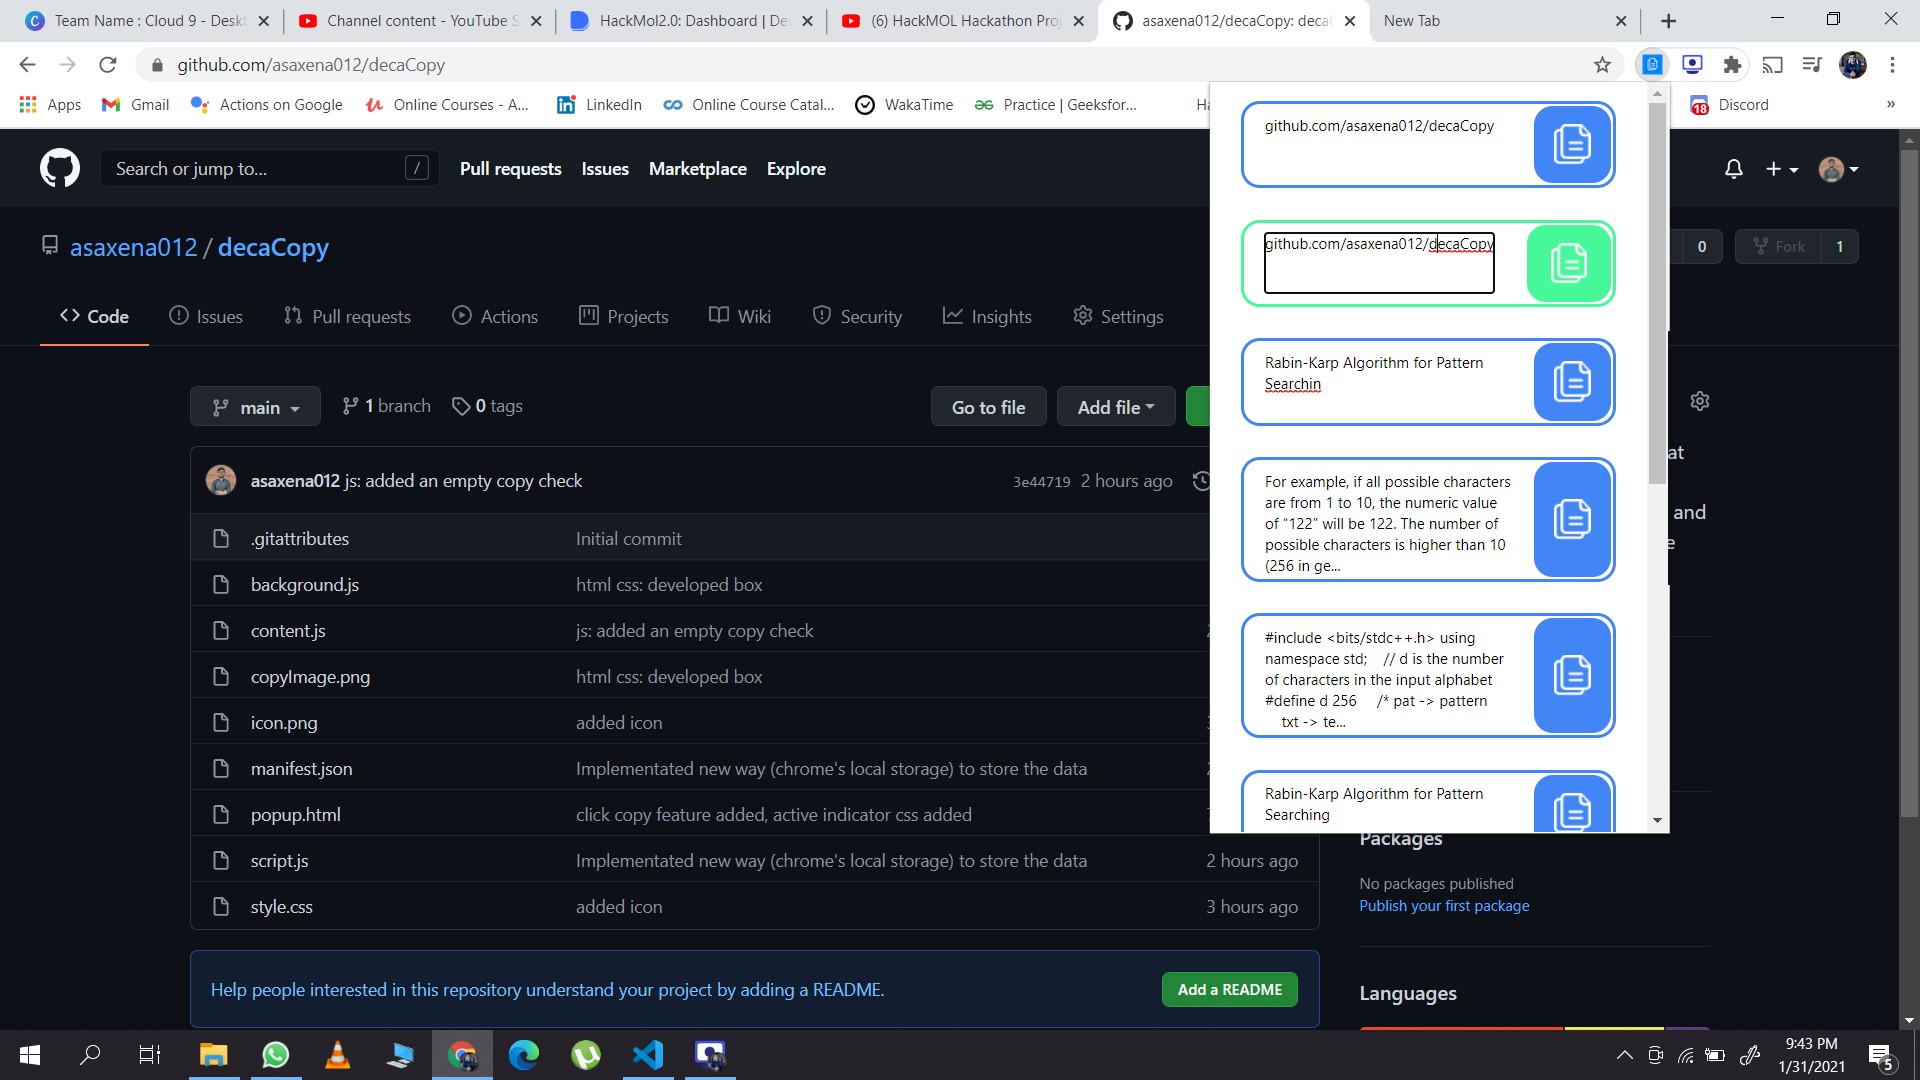 Team Name : Cloud 9 - Deskt
Channel content - YouTube S
HackMol2.0: Dashboard | De
(6) HackMOL Hackathon Proj
asaxena012/decaCopy: deca
New Tab
github.com/asaxena012/decaCopy
Apps
Gmail
Actions on Google
Online Courses - A...
LinkedIn
Online Course Catal...
WakaTime
Practice | Geeksfor...
Ha
18
Discord
»
Search or jump to...
/
Pull requests
Issues
Marketplace
Explore
asaxena012 / decaCopy
0
Fork
1
Code
Issues
Pull requests
Actions
Projects
Wiki
Security
Insights
Settings
main
1 branch
0 tags
Go to file
Add file
asaxena012 js: added an empty copy check
3e44719 2 hours ago
.gitattributes
Initial commit
background.js
html css: developed box
content.js
js: added an empty copy check
copyImage.png
html css: developed box
icon.png
added icon
manifest.json
Implementated new way (chrome's local storage) to store the data
popup.html
click copy feature added, active indicator css added
script.js
Implementated new way (chrome's local storage) to store the data
2 hours ago
style.css
added icon
3 hours ago
Help people interested in this repository understand your project by adding a README.
Add a README
github.com/asaxena012/decaCopy
github.com/asaxena012/decaCopy
Rabin-Karp Algorithm for Pattern
Searchin
For example, if all possible characters
are from 1 to 10, the numeric value
of “122” will be 122. The number of
possible characters is higher than 10
(256 in ge...
#include <bits/stdc++.h> using
namespace std; // d is the number
of characters in the input alphabet
#define d 256 /* pat -> pattern
txt -> te...
Rabin-Karp Algorithm for Pattern
Searching
at
and
e
Packages
No packages published
Publish your first package
Languages
9:43 PM
1/31/2021
5